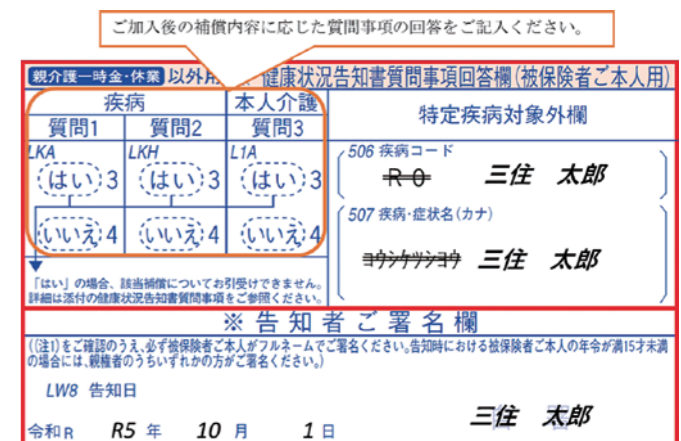 ご加入後の補償内容に応じた質問事項の回答をご記入ください。
親介護一時金・休業 以外用 健康状況告知書質問事項回答欄(被保険者ご本人用)
疾病 本人介護 特定疾病対象外欄
質問1 質問2 質問3
LKA LKH L1A
はい 3 はい 3 はい 3
いいえ 4 いいえ 4 いいえ 4
506 疾病コード
R 0 三住 太郎
507 疾病・症状名(カナ)
コウシケツシヨウ 三住 太郎
「はい」の場合、該当補償についてお引受けできません。
詳細は添付の健康状況告知書質問事項をご参照ください。
※告知者ご署名欄
((注1)をご確認のうえ、必ず被保険者ご本人がフルネームでご署名ください。告知時における被保険者ご本人の年令が満15才未満
の場合には、親権者のうちいずれかの方がご署名ください。)
LW8 告知日
令和R R5 年 10 月 1 日 三住 太郎